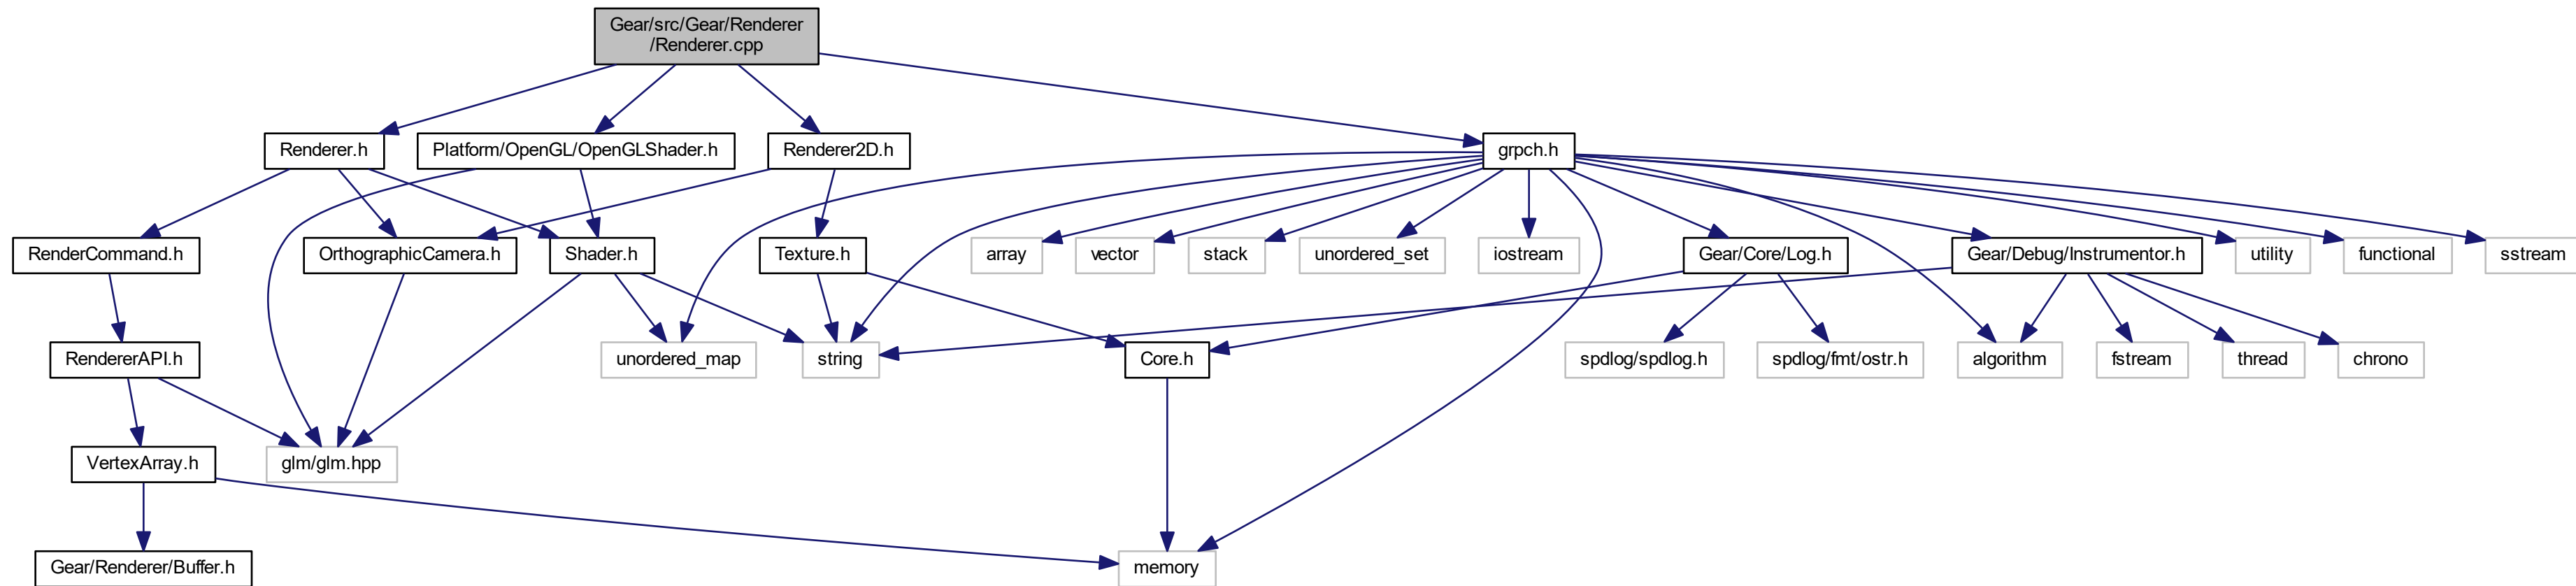 Gear/src/Gear/Renderer
/Renderer.cpp
Renderer.h
Platform/OpenGL/OpenGLShader.h
Renderer2D.h
grpch.h
RenderCommand.h
OrthographicCamera.h
Shader.h
Texture.h
array
vector
stack
unordered_set
iostream
Gear/Core/Log.h
Gear/Debug/Instrumentor.h
utility
functional
sstream
RendererAPI.h
unordered_map
string
Core.h
spdlog/spdlog.h
spdlog/fmt/ostr.h
algorithm
fstream
thread
chrono
VertexArray.h
glm/glm.hpp
Gear/Renderer/Buffer.h
memory